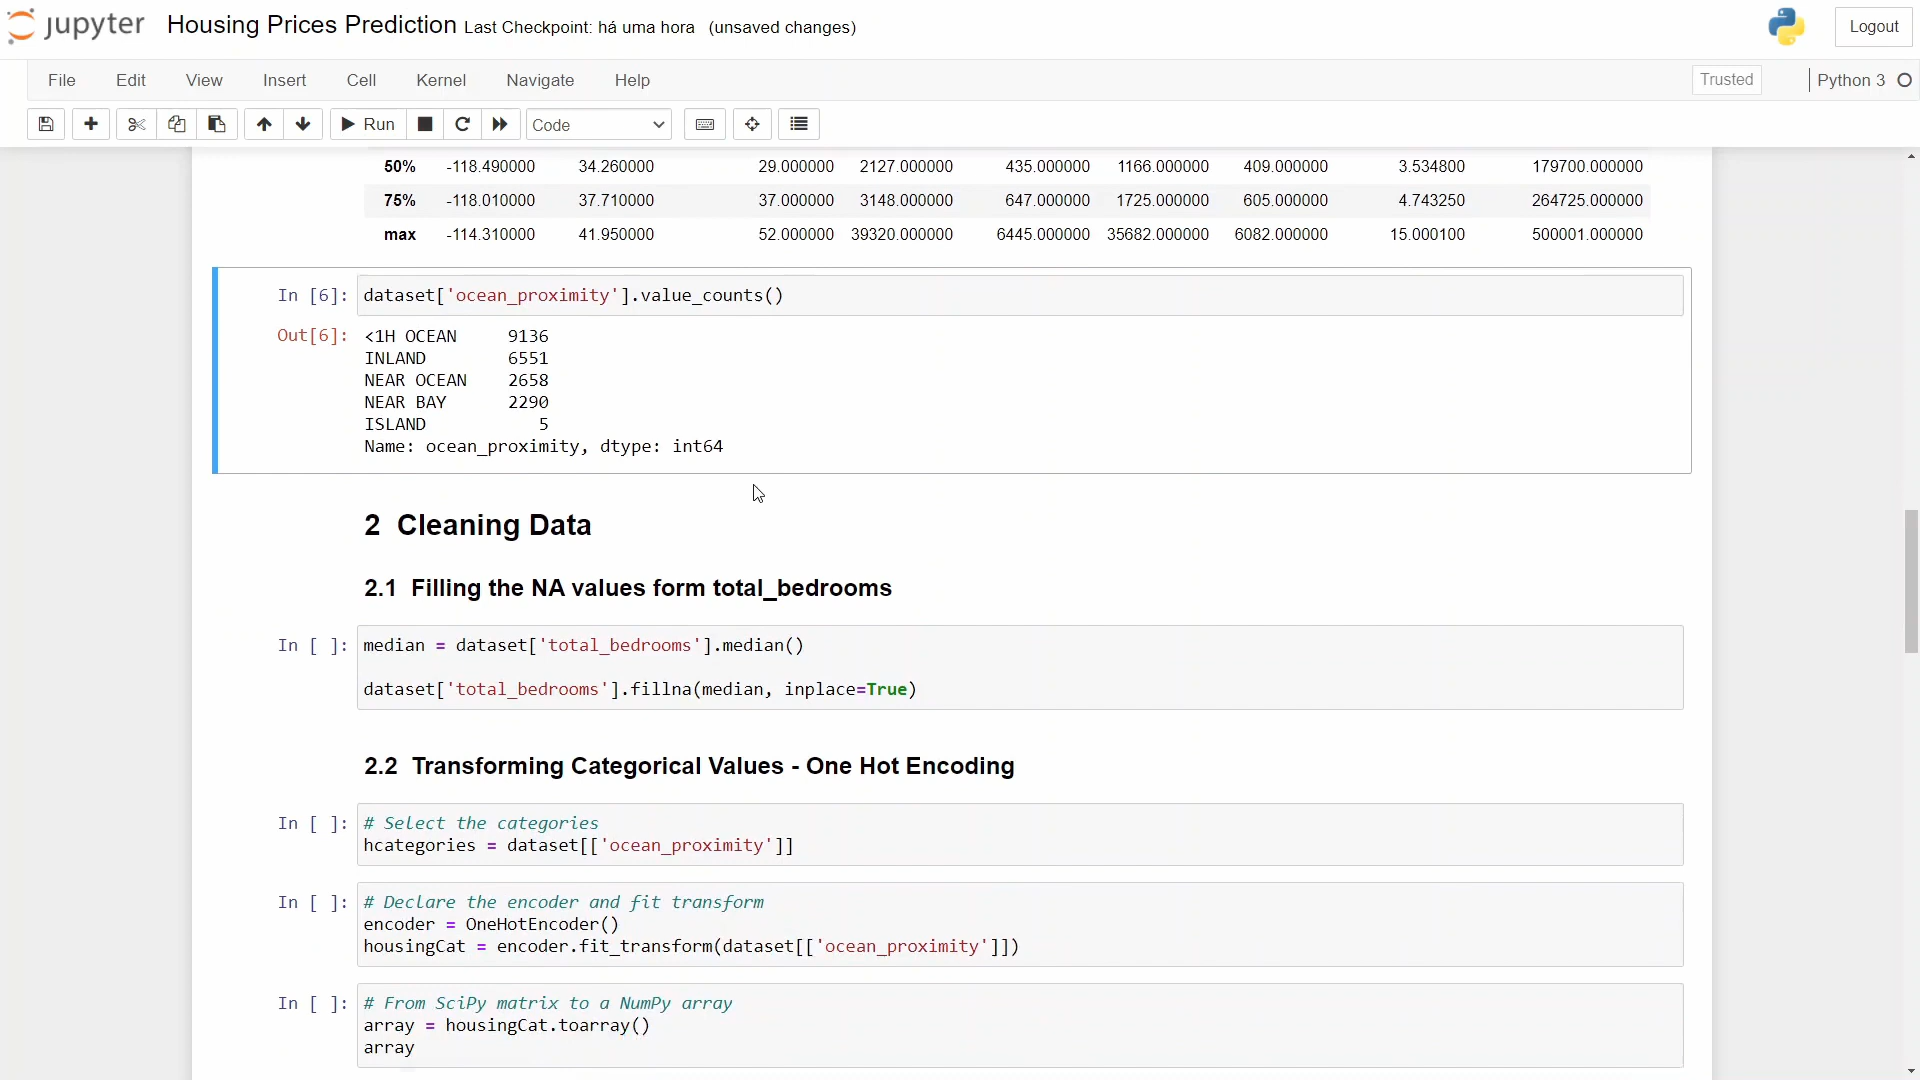 jupyter Housing Prices Prediction Last Checkpoint: há uma hora (unsaved changes) Logout
File Edit View Insert Cell Kernel Navigate Help Trusted Python 3
Run Code
50% -118.490000 34.260000 29.000000 2127.000000 435.000000 1166.000000 409.000000 3.534800 179700.000000
75% -118.010000 37.710000 37.000000 3148.000000 647.000000 1725.000000 605.000000 4.743250 264725.000000
max -114.310000 41.950000 52.000000 39320.000000 6445.000000 35682.000000 6082.000000 15.000100 500001.000000
In [6]: dataset['ocean_proximity'].value_counts()
Out[6]: <1H OCEAN 9136
INLAND 6551
NEAR OCEAN 2658
NEAR BAY 2290
ISLAND 5
Name: ocean_proximity, dtype: int64
2 Cleaning Data
2.1 Filling the NA values form total_bedrooms
In [ ]: median = dataset['total_bedrooms'].median()
dataset['total_bedrooms'].fillna(median, inplace=True)
2.2 Transforming Categorical Values - One Hot Encoding
In [ ]: # Select the categories
hcategories = dataset[['ocean_proximity']]
In [ ]: # Declare the encoder and fit transform
encoder = OneHotEncoder()
housingCat = encoder.fit_transform(dataset[['ocean_proximity']])
In [ ]: # From SciPy matrix to a NumPy array
array = housingCat.toarray()
array